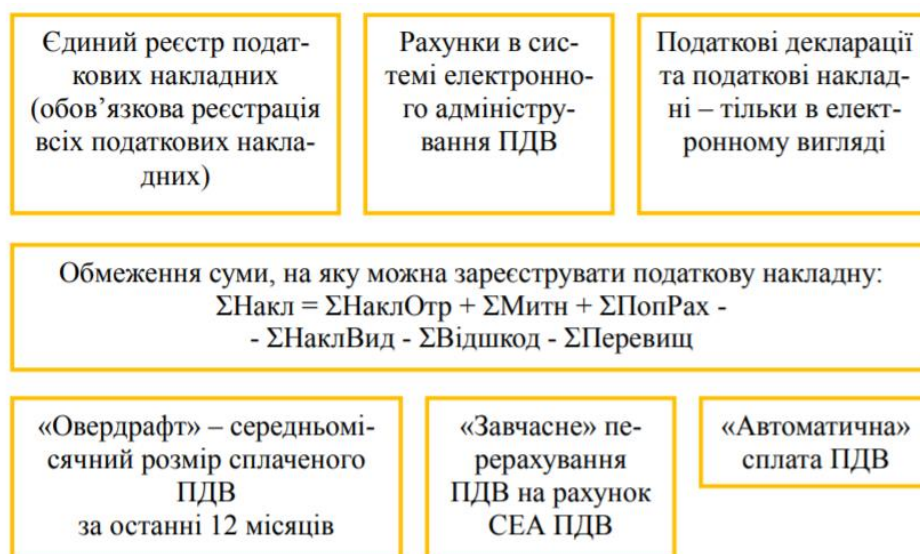 Єдиний реєстр подат-
кових накладних
(обов’язкова реєстрація
всіх податкових накла-
дних)
Рахунки в сис-
темі електронно-
го адміністру -
вання ПДВ
Податкові декларації
та податкові наклад-
ні – тільки в елект-
ронному вигляді
Обмеження суми, на яку можна зареєструвати податкову накладну:
ΣНакл = ΣНаклОтр + ΣМитн + ΣПопРах -
- ΣНаклВид - ΣВідшкод - ΣПеревищ
«Овердрафт» – середньомі-
сячний розмір сплаченого
ПДВ
за останні 12 місяців
«Завчасне» пе-
рерахування
ПДВ на рахунок
СЕА ПДВ
«Автоматична»
сплата ПДВ